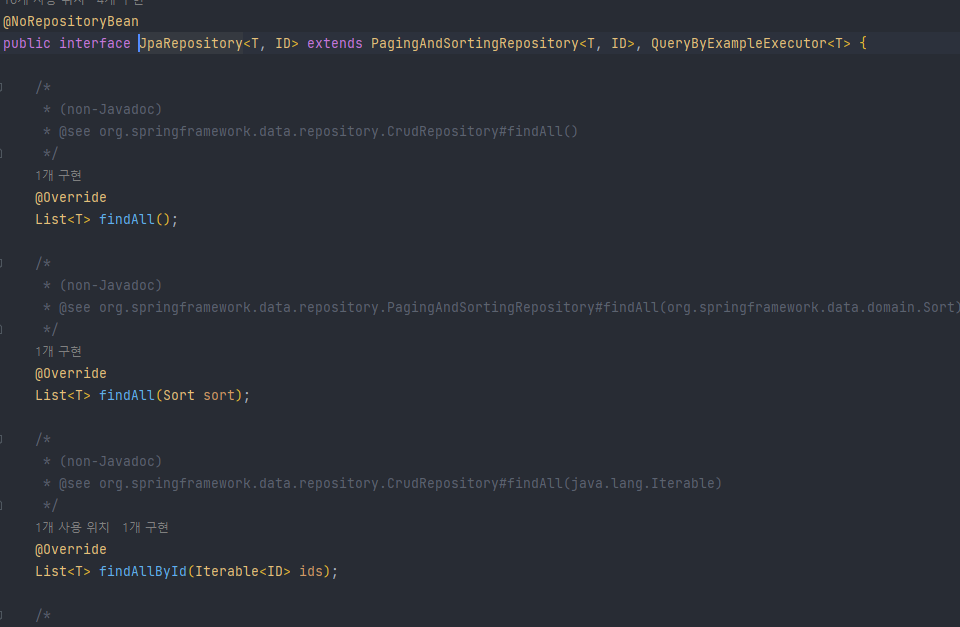 @NoRepositoryBean
public interface JpaRepository<T, ID> extends PagingAndSortingRepository<T, ID>, QueryByExampleExecutor<T> {
/*
* (non-Javadoc)
* @see org.springframework.data.repository.CrudRepository#findAll()
*/
1개 구현
@Override
List<T> findAll();
/*
* (non-Javadoc)
* @see org.springframework.data.repository.PagingAndSortingRepository#findAll(org.springframework.data.domain.Sort)
*/
1개 구현
@Override
List<T> findAll(Sort sort);
/*
* (non-Javadoc)
* @see org.springframework.data.repository.CrudRepository#findAll(java.lang.Iterable)
*/
1개 사용 위치 1개 구현
@Override
List<T> findAllById(Iterable<ID> ids);
/*